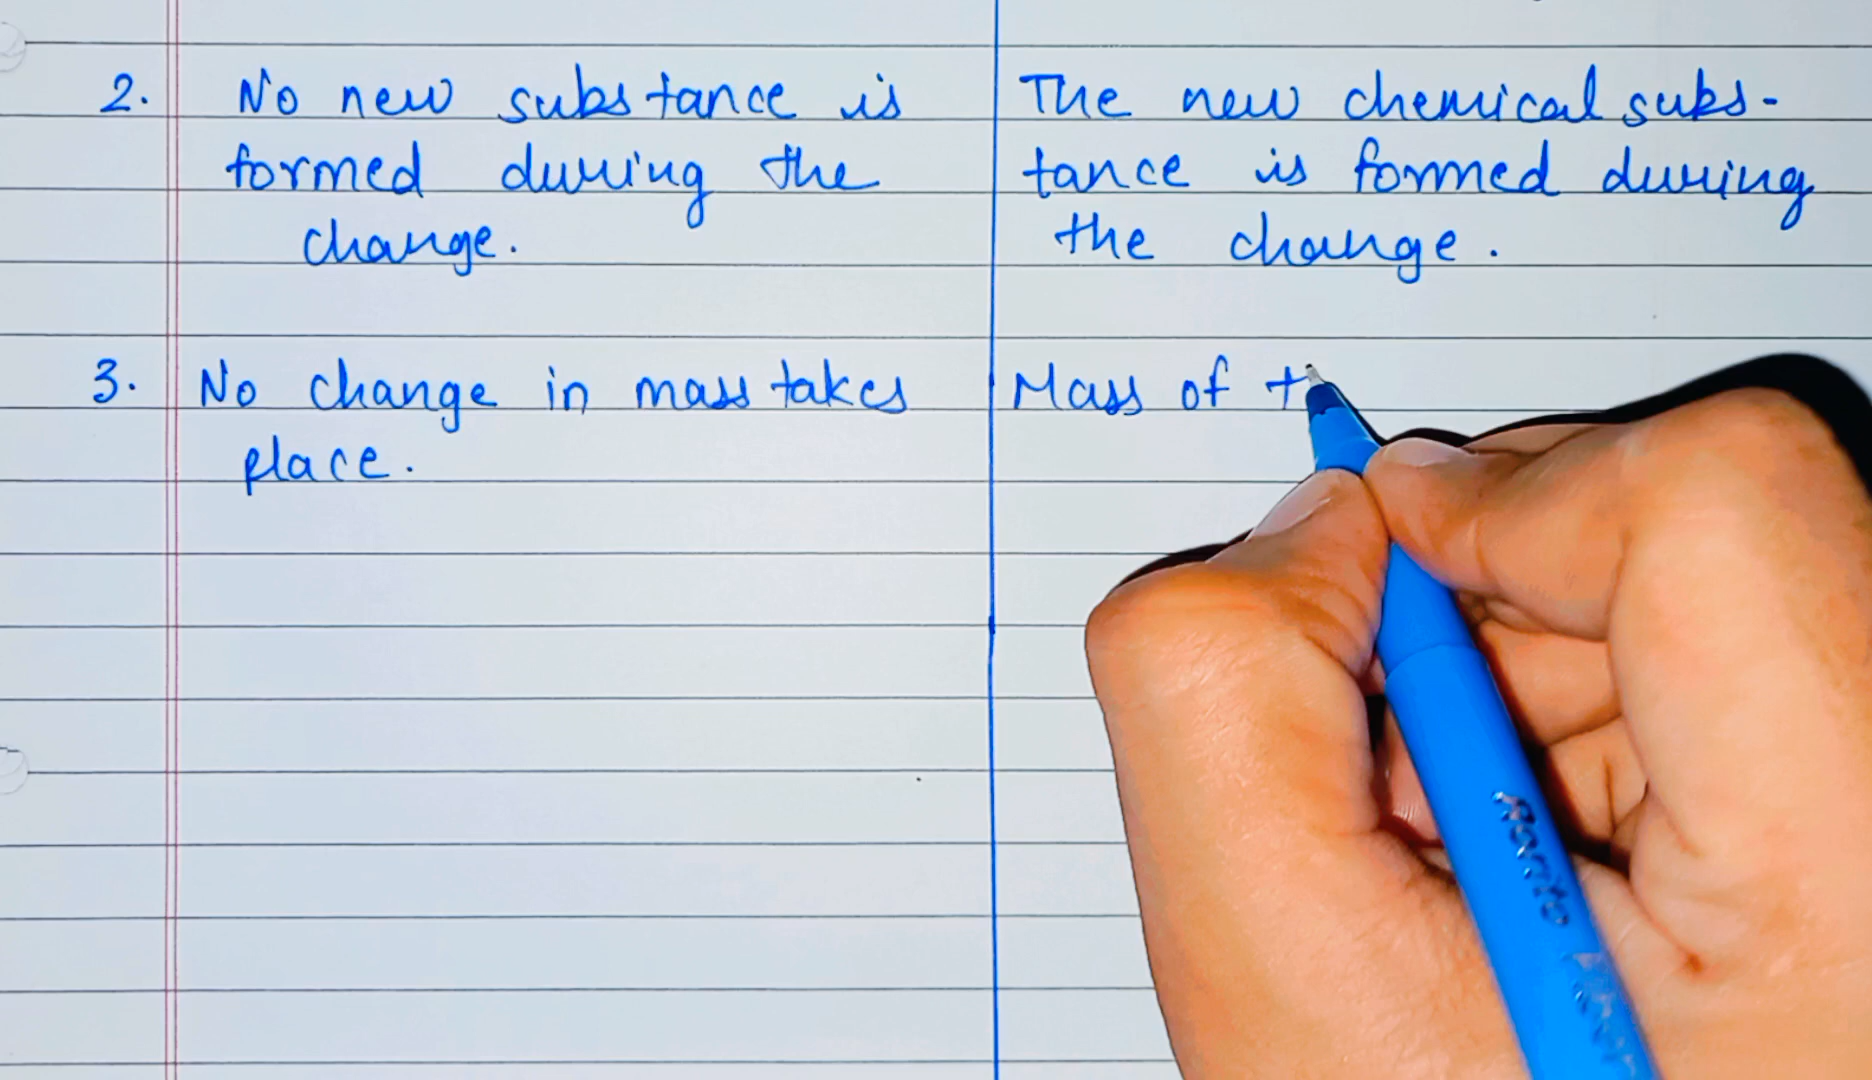 2. No new substance is
formed during the
change.
The new chemical subs-
tance is formed during
the change.
3. No change in mass takes
place.
Mass of t